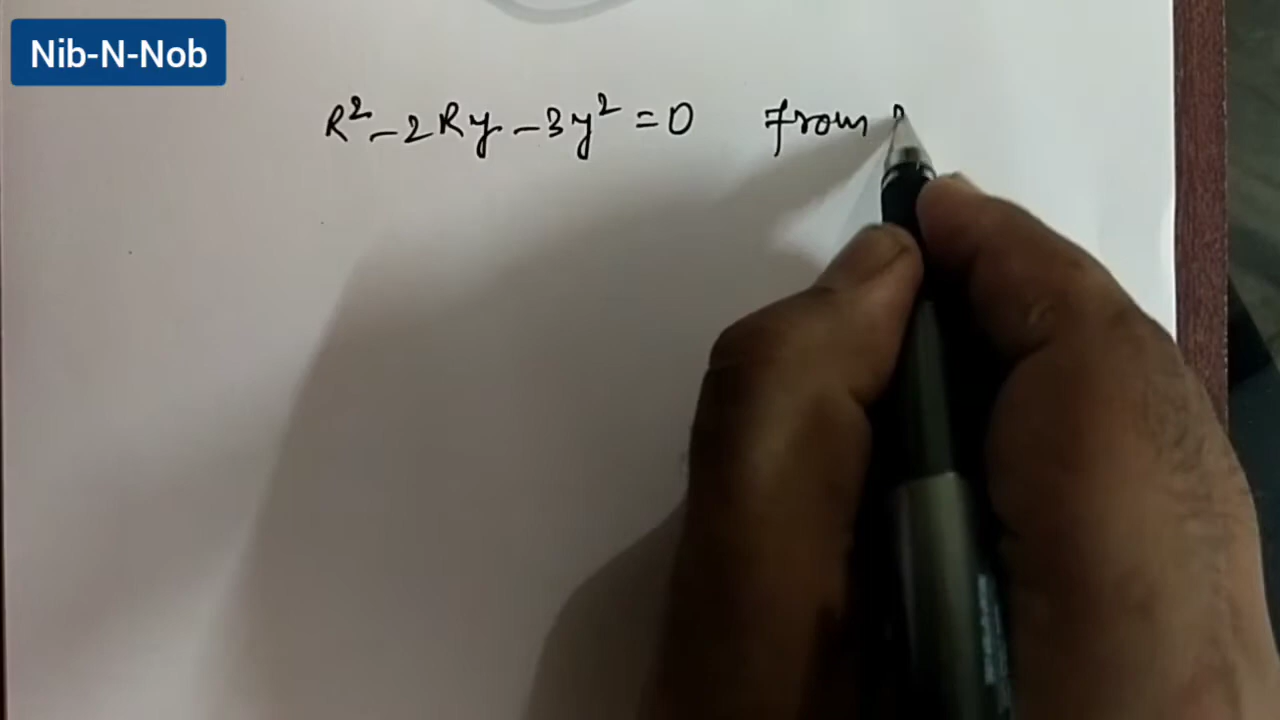 Nib-N-Nob
R² - 2Ry - 3y² = 0 from